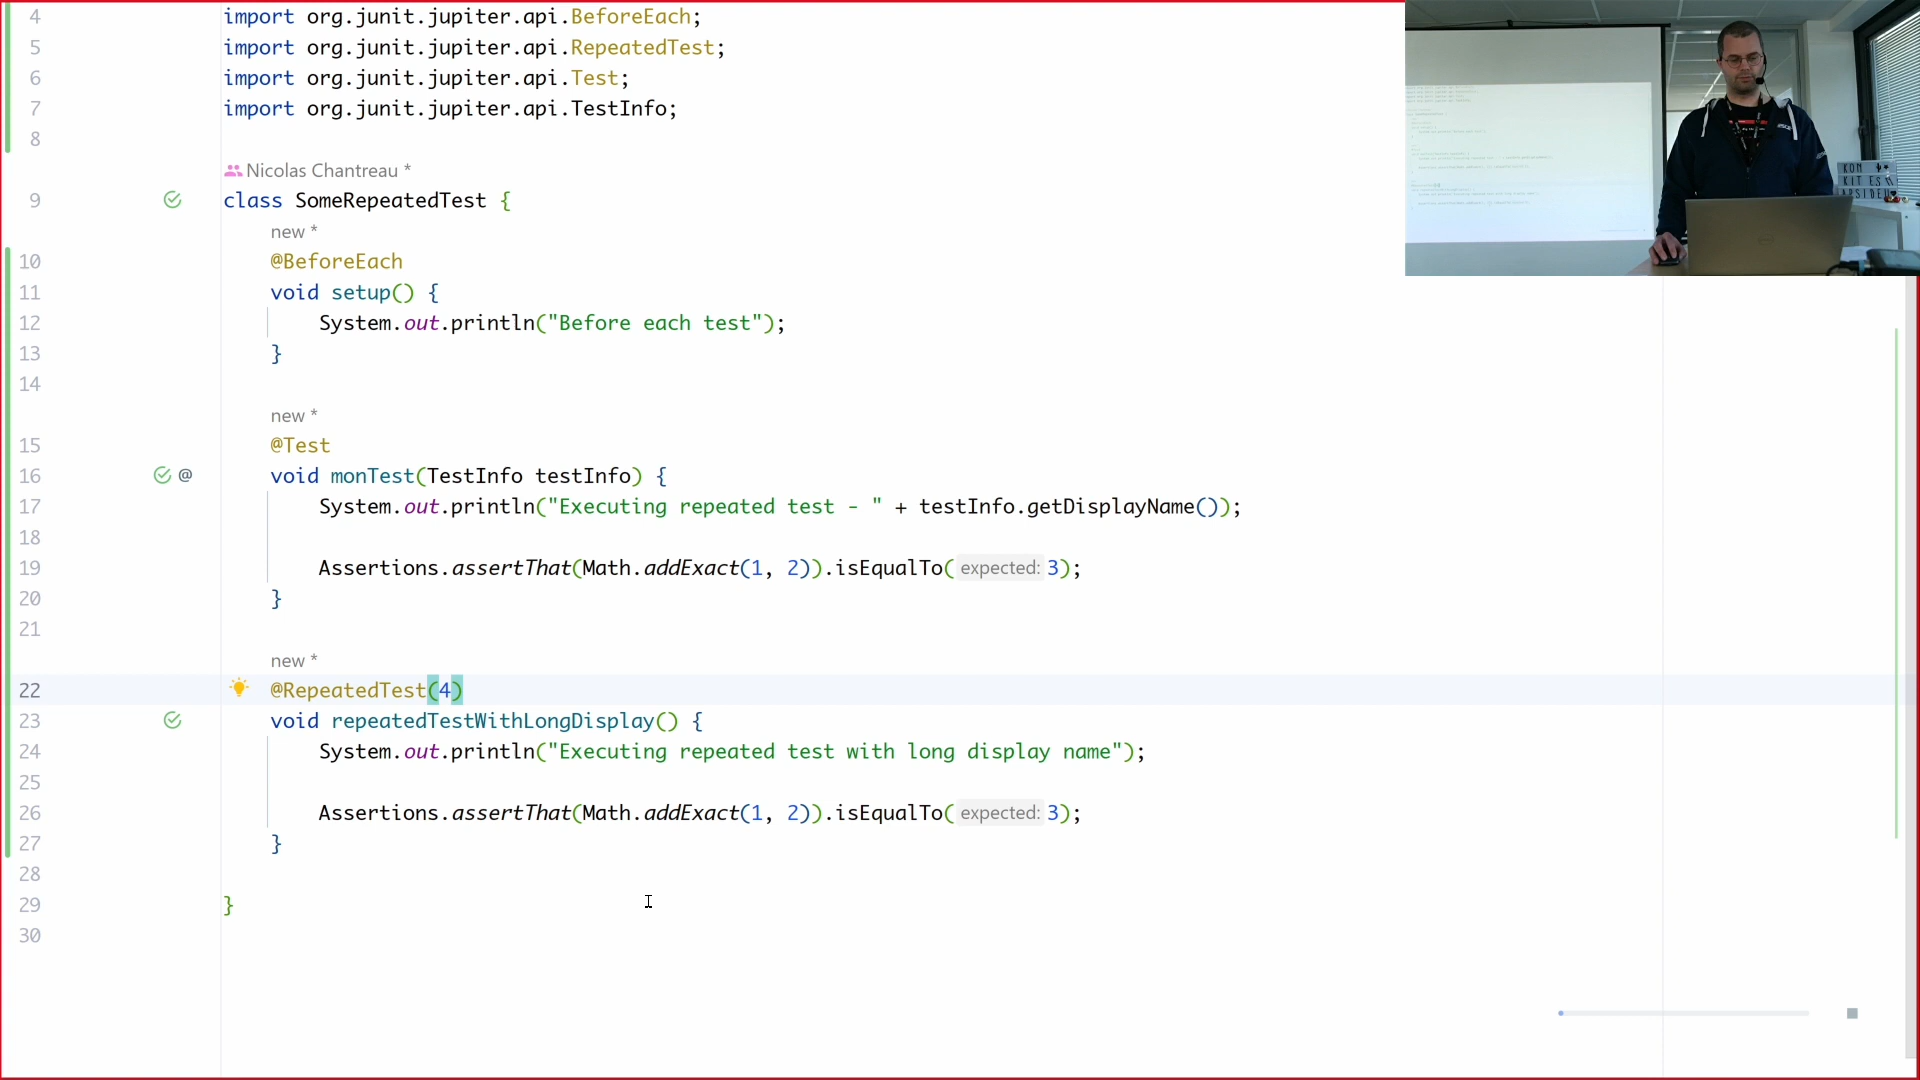 4 import org.junit.jupiter.api.BeforeEach;
5 import org.junit.jupiter.api.RepeatedTest;
6 import org.junit.jupiter.api.Test;
7 import org.junit.jupiter.api.TestInfo;
8
Nicolas Chantreau *
9 class SomeRepeatedTest {
new *
10 @BeforeEach
11 void setup() {
12 System.out.println("Before each test");
13 }
14
new *
15 @Test
16 @ void monTest(TestInfo testInfo) {
17 System.out.println("Executing repeated test - " + testInfo.getDisplayName());
18
19 Assertions.assertThat(Math.addExact(1, 2)).isEqualTo( expected: 3);
20 }
21
new *
22 @RepeatedTest(4)
23 void repeatedTestWithLongDisplay() {
24 System.out.println("Executing repeated test with long display name");
25
26 Assertions.assertThat(Math.addExact(1, 2)).isEqualTo( expected: 3);
27 }
28
29 }
30
KON
KIT ES
APSIDEU